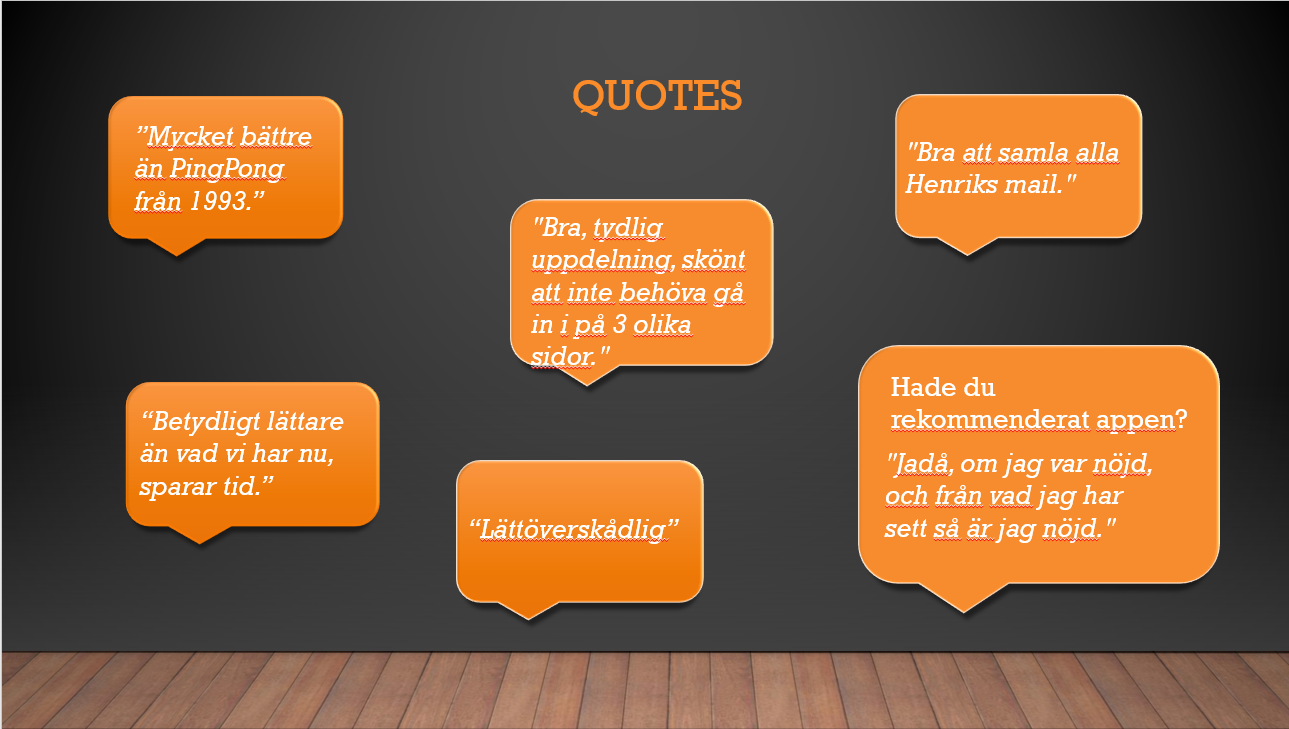 QUOTES
”Mycket bättre
än PingPong
från 1993.”
"Bra, tydlig
uppdelning, skönt
att inte behöva gå
in i på 3 olika
sidor."
"Bra att samla alla
Henriks mail."
“Betydligt lättare
än vad vi har nu,
sparar tid.”
“Lättöverskådlig”
Hade du
rekommenderat appen?
"Jadå, om jag var nöjd,
och från vad jag har
sett så är jag nöjd."